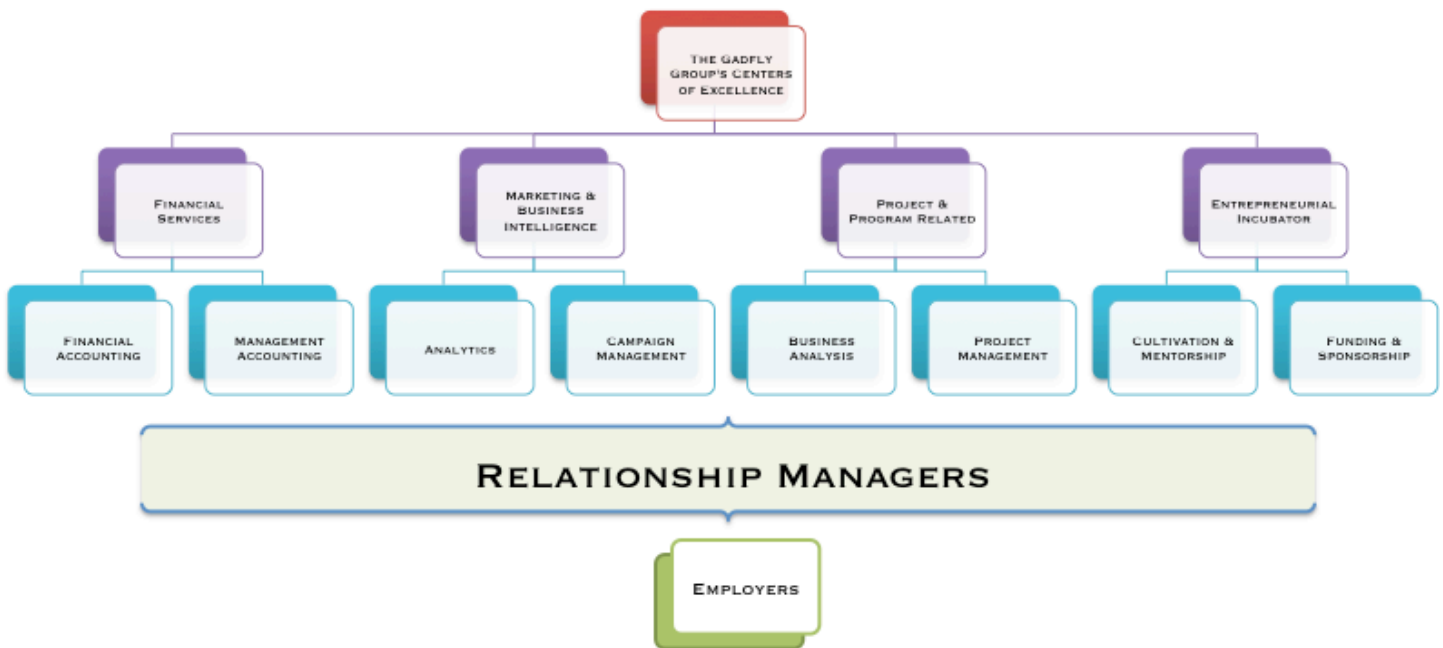 The Gadfly
Group's Centers
of Excellence
Financial
Services
Marketing &
Business
Intelligence
Project &
Program Related
Entrepreneurial
Incubator
Financial
Accounting
Management
Accounting
Analytics
Campaign
Management
Business
Analysis
Project
Management
Cultivation &
Mentorship
Funding &
Sponsorship
Relationship Managers
Employers